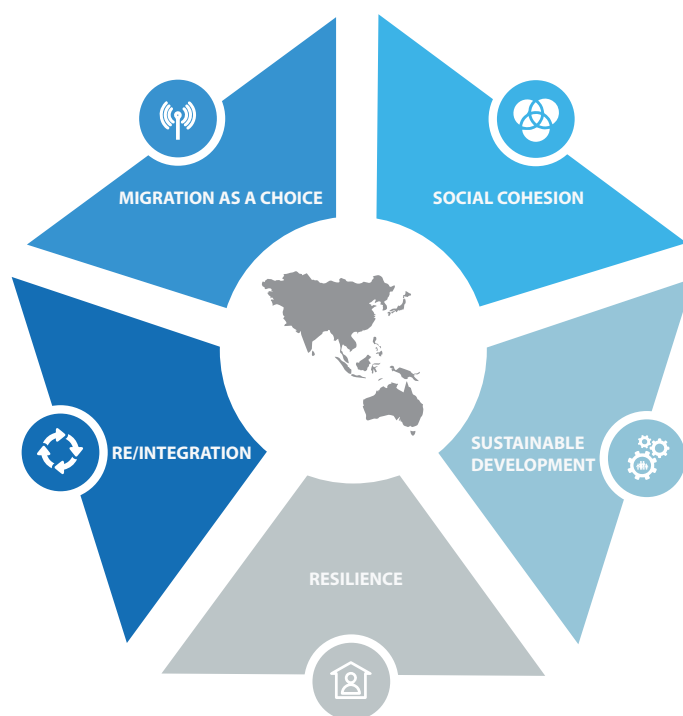 MIGRATION AS A CHOICE
SOCIAL COHESION
RE/INTEGRATION
SUSTAINABLE
DEVELOPMENT
RESILIENCE